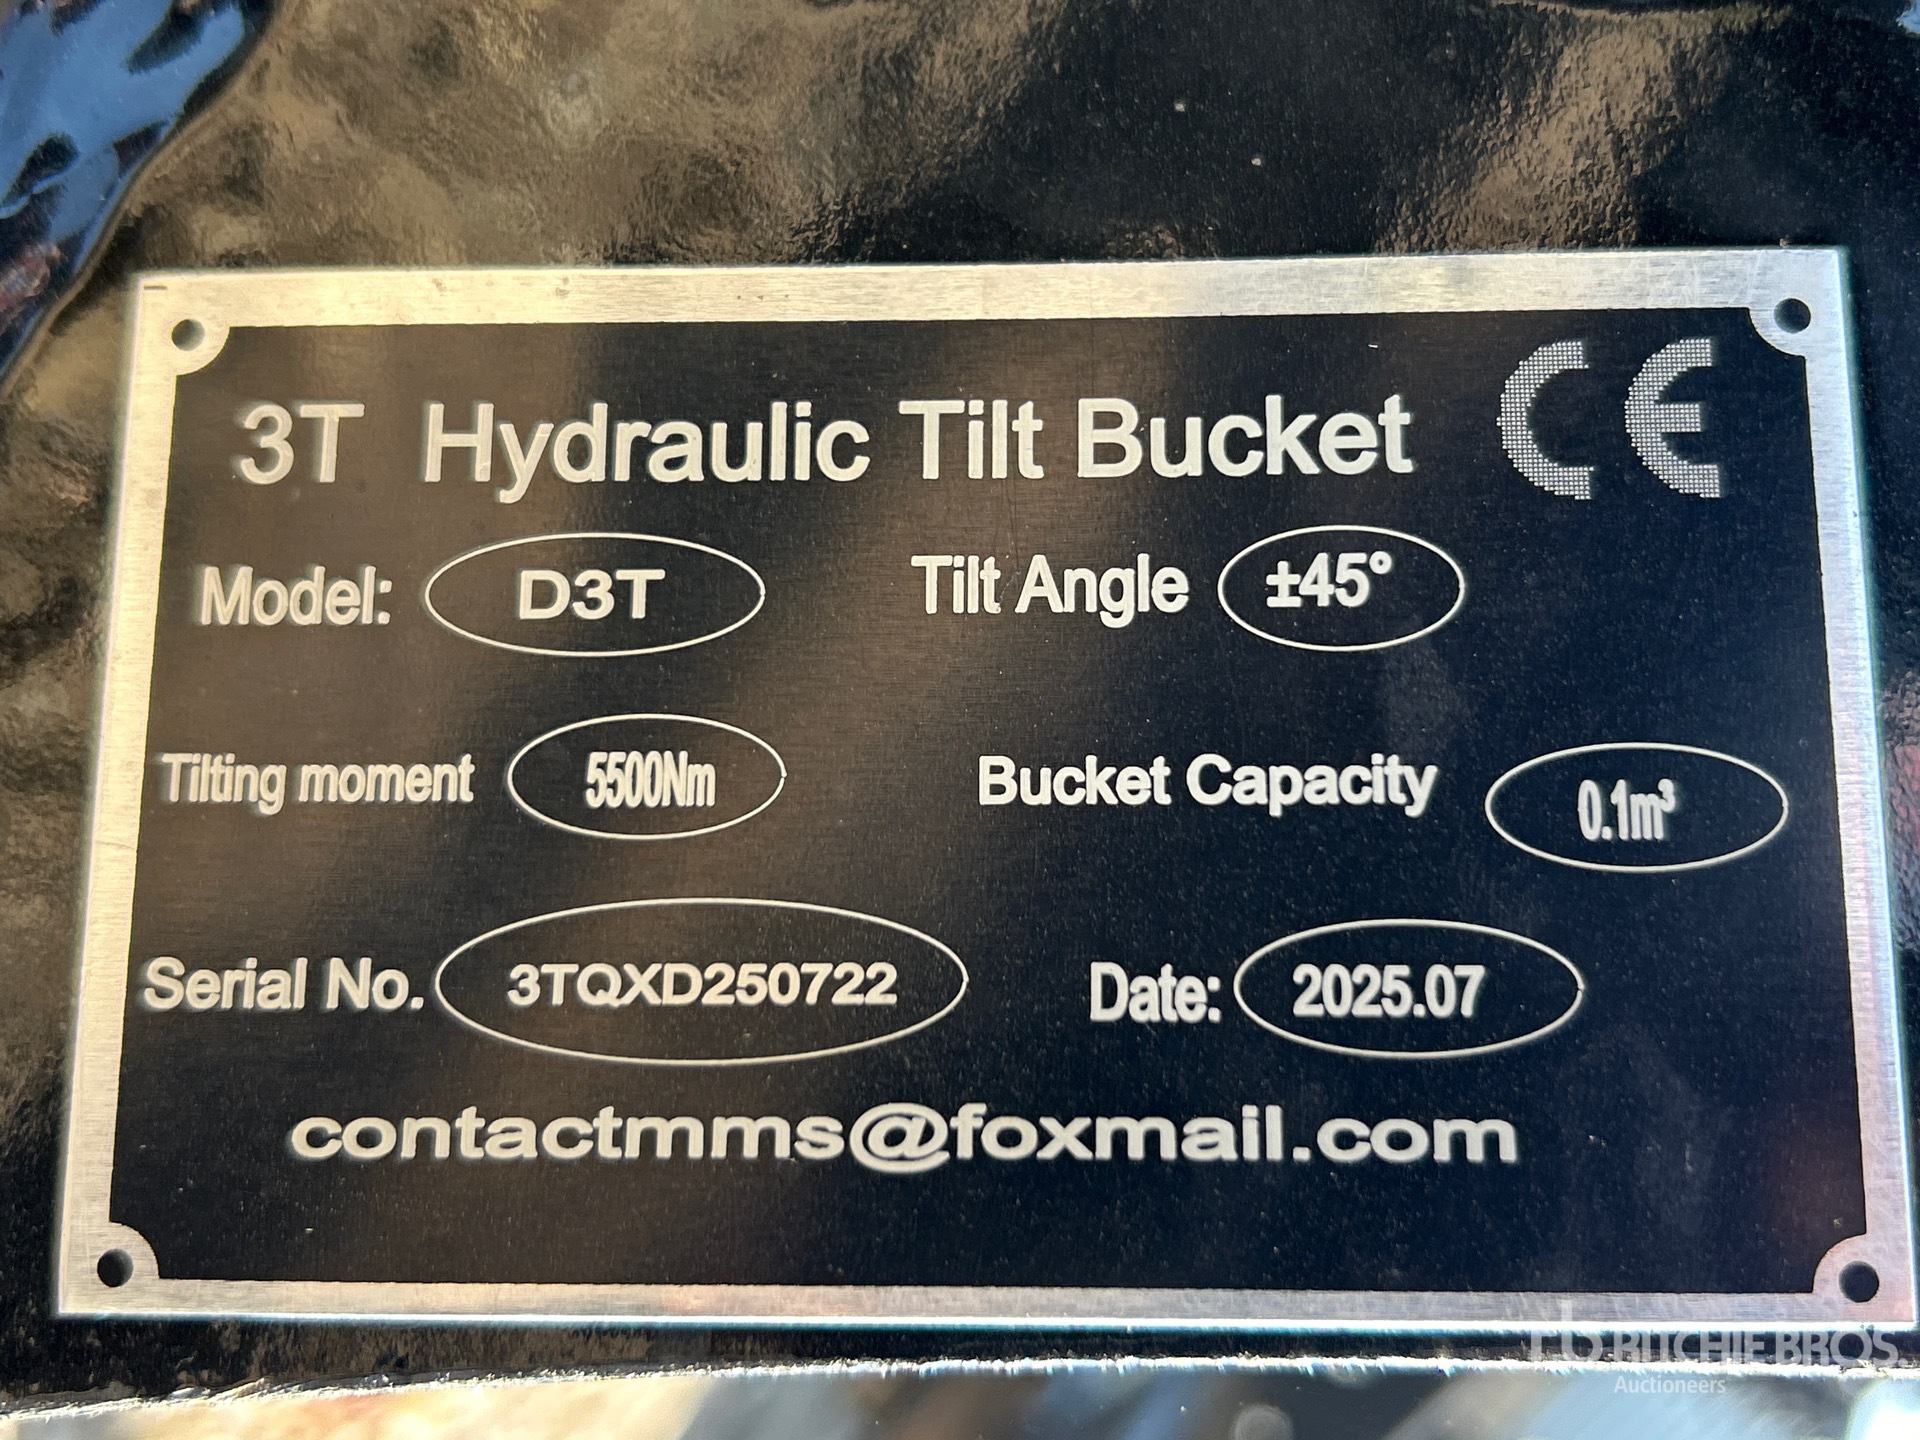 3T Hydraulic Tilt Bucket CE
Model: D3T Tilt Angle ±45°
Tilting moment 5500Nm Bucket Capacity 0.1m³
Serial No. 3TQXD250722 Date: 2025.07
contactmms@foxmail.com
rb RITCHIE BROS.
Auctioneers